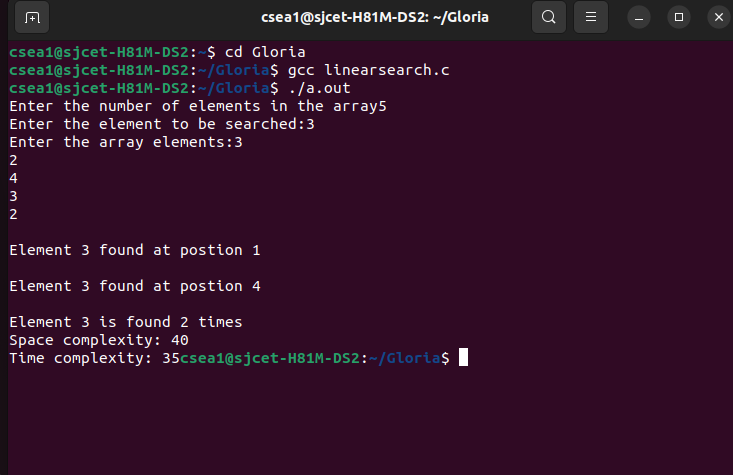 csea1@sjcet-H81M-DS2: ~/Gloria
csea1@sjcet-H81M-DS2:~$ cd Gloria
csea1@sjcet-H81M-DS2:~/Gloria$ gcc linearsearch.c
csea1@sjcet-H81M-DS2:~/Gloria$ ./a.out
Enter the number of elements in the array5
Enter the element to be searched:3
Enter the array elements:3
2
4
3
2
Element 3 found at postion 1
Element 3 found at postion 4
Element 3 is found 2 times
Space complexity: 40
Time complexity: 35csea1@sjcet-H81M-DS2:~/Gloria$